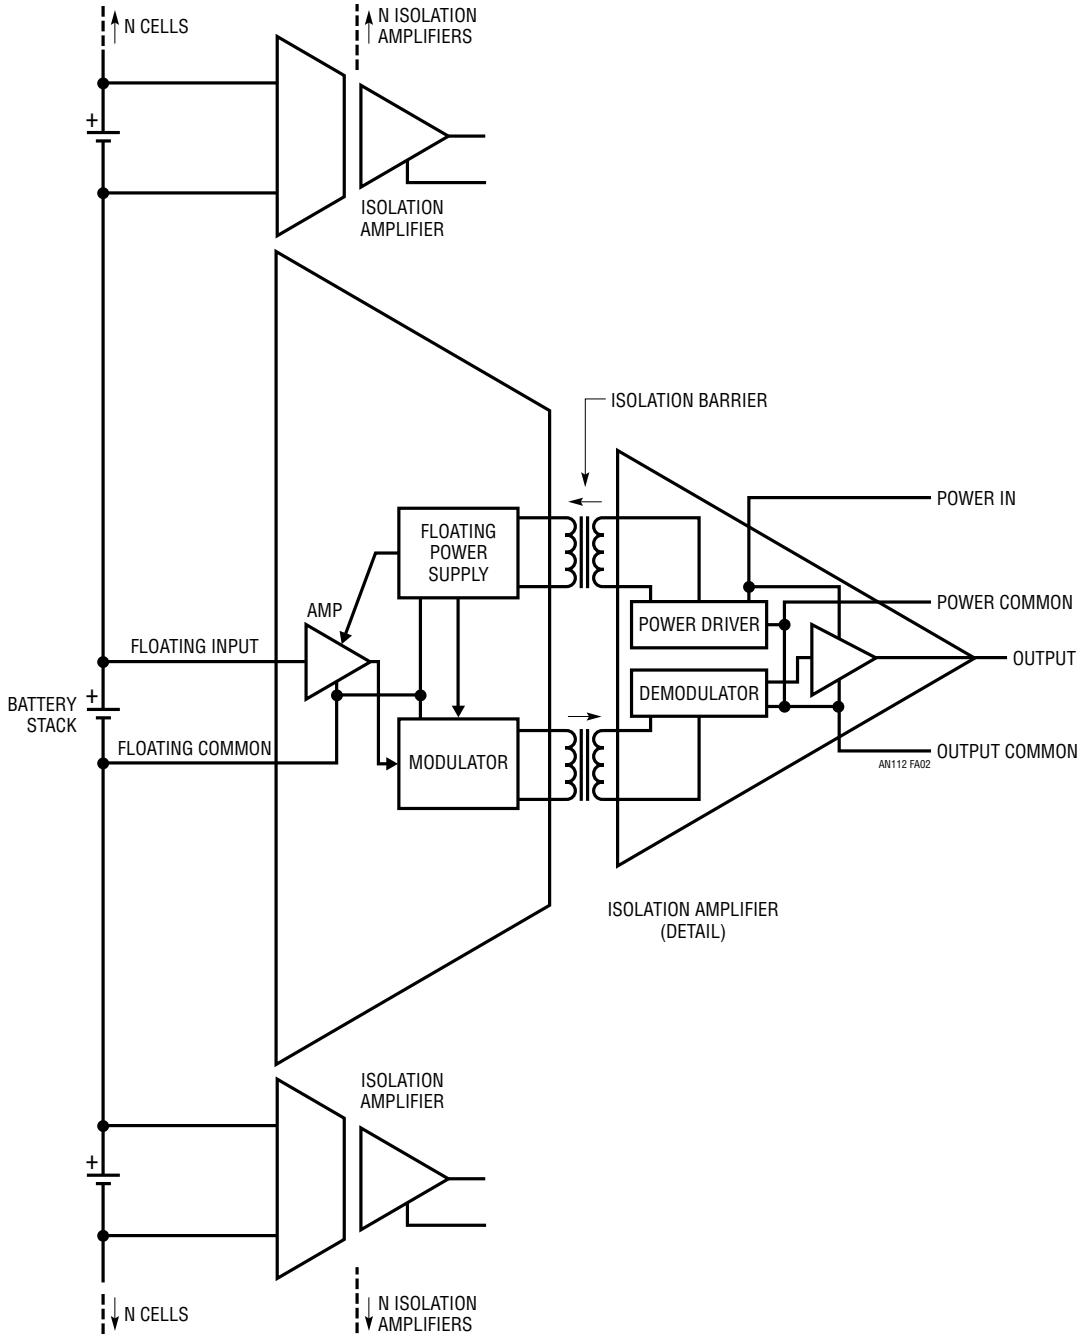 N CELLS
N ISOLATION
AMPLIFIERS
+
ISOLATION
AMPLIFIER
ISOLATION BARRIER
FLOATING
POWER
SUPPLY
POWER IN
AMP
POWER COMMON
POWER DRIVER
FLOATING INPUT
OUTPUT
BATTERY
STACK
+
DEMODULATOR
FLOATING COMMON
MODULATOR
OUTPUT COMMON
AN112 FA02
ISOLATION AMPLIFIER
(DETAIL)
ISOLATION
AMPLIFIER
+
N CELLS
N ISOLATION
AMPLIFIERS